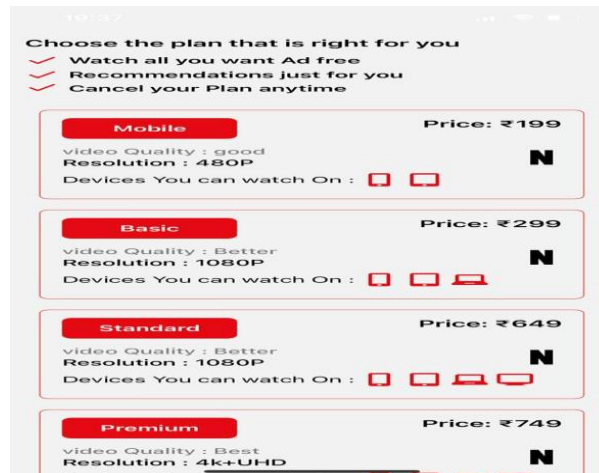 Choose the plan that is right for you
Watch all you want Ad free
Recommendations just for you
Cancel your Plan anytime
Mobile
Price: ₹199
video Quality : good
Resolution : 480P
N
Devices You can watch On :
Basic
Price: ₹299
video Quality : Better
Resolution : 1080P
N
Devices You can watch On :
Standard
Price: ₹649
video Quality : Better
Resolution : 1080P
N
Devices You can watch On :
Premium
Price: ₹749
video Quality : Best
Resolution : 4k+UHD
N